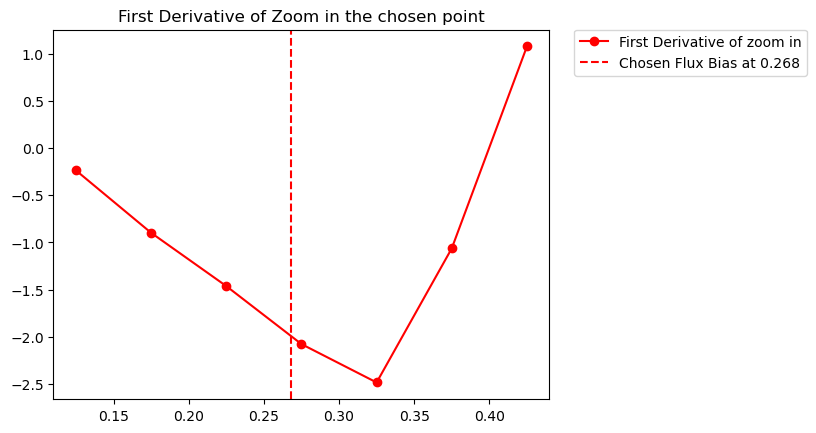 First Derivative of Zoom in the chosen point
First Derivative of zoom in
Chosen Flux Bias at 0.268
1.0
0.5
0.0
−0.5
−1.0
−1.5
−2.0
−2.5
0.15 0.20 0.25 0.30 0.35 0.40